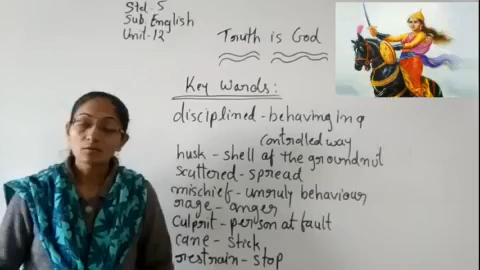 Std-5
Sub. English
Unit-12
Truth is God
Key Words:
disciplined - behaving in a
controlled way
husk - shell of the groundnut
scattered - spread
mischief - unruly behaviour
rage - anger
culprit - person at fault
cane - stick
restrain - stop